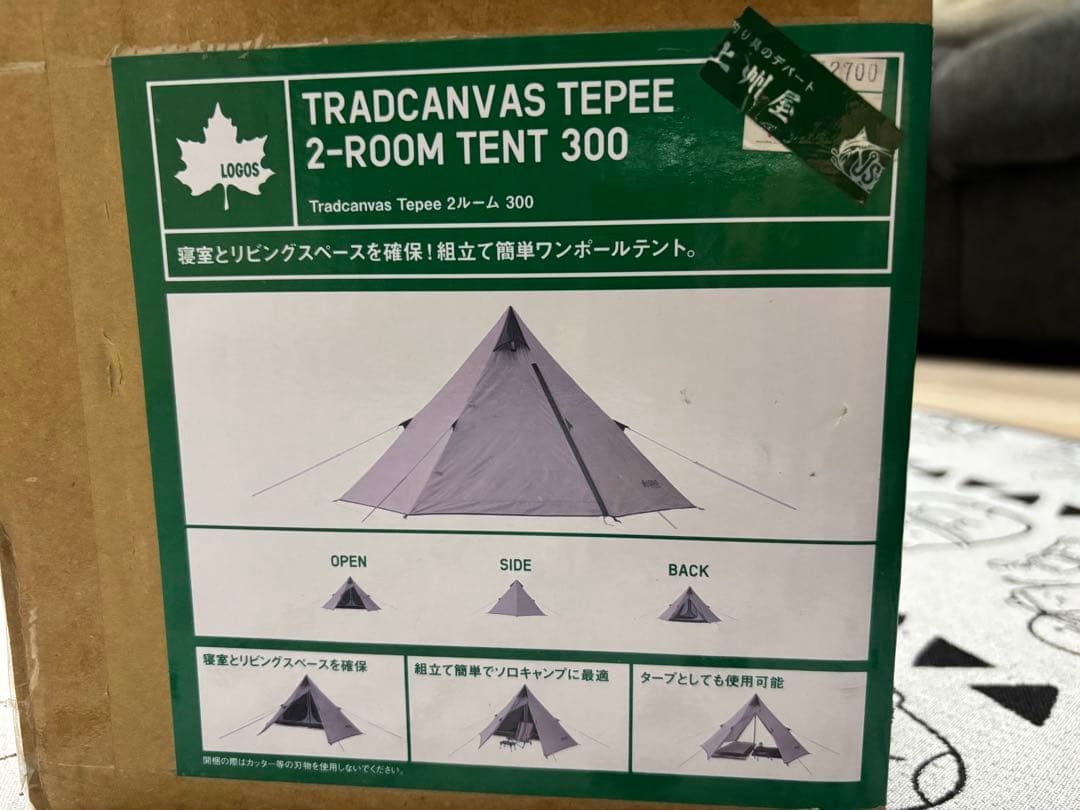 LOGOS
TRADCANVAS TEPEE
2-ROOM TENT 300
Tradcanvas Tepee 2ルーム 300
釣り具のデパート
上州屋
2700
寝室とリビングスペースを確保!組立て簡単ワンポールテント。
OPEN
SIDE
BACK
寝室とリビングスペースを確保
組立て簡単でソロキャンプに最適
タープとしても使用可能
開梱の際はカッター等の刃物を使用しないでください。